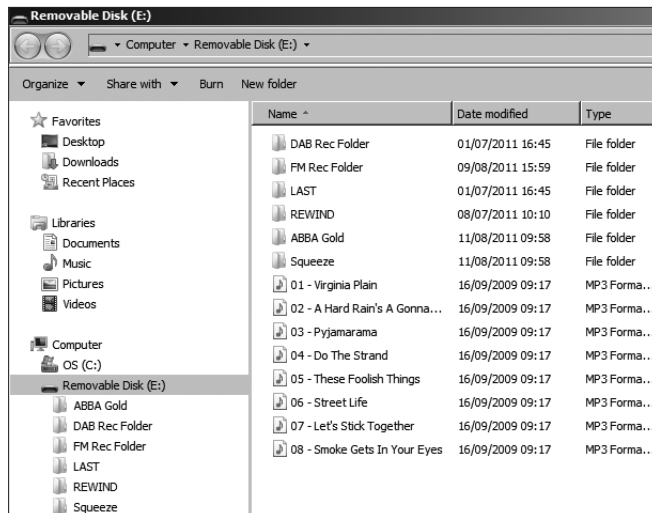 Removable Disk (E:)
Computer Removable Disk (E:)
Organize Share with Burn New folder
Favorites
Desktop
Downloads
Recent Places
Libraries
Documents
Music
Pictures
Videos
Computer
OS (C:)
Removable Disk (E:)
ABBA Gold
DAB Rec Folder
FM Rec Folder
LAST
REWIND
Squeeze
Name Date modified Type
DAB Rec Folder 01/07/2011 16:45 File folder
FM Rec Folder 09/08/2011 15:59 File folder
LAST 01/07/2011 16:45 File folder
REWIND 08/07/2011 10:10 File folder
ABBA Gold 11/08/2011 09:58 File folder
Squeeze 11/08/2011 09:58 File folder
01 - Virginia Plain 16/09/2009 09:17 MP3 Forma...
02 - A Hard Rain's A Gonna... 16/09/2009 09:17 MP3 Forma...
03 - Pyjamarama 16/09/2009 09:17 MP3 Forma...
04 - Do The Strand 16/09/2009 09:17 MP3 Forma...
05 - These Foolish Things 16/09/2009 09:17 MP3 Forma...
06 - Street Life 16/09/2009 09:17 MP3 Forma...
07 - Let's Stick Together 16/09/2009 09:17 MP3 Forma...
08 - Smoke Gets In Your Eyes 16/09/2009 09:17 MP3 Forma...